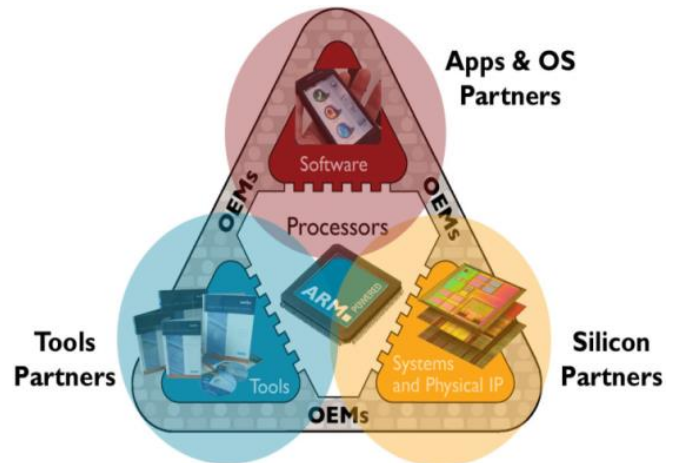 Apps & OS
Partners
Software
OEMs
OEMs
Processors
ARM
POWERED
Tools
Partners
Tools
Systems
and Physical IP
Silicon
Partners
OEMs